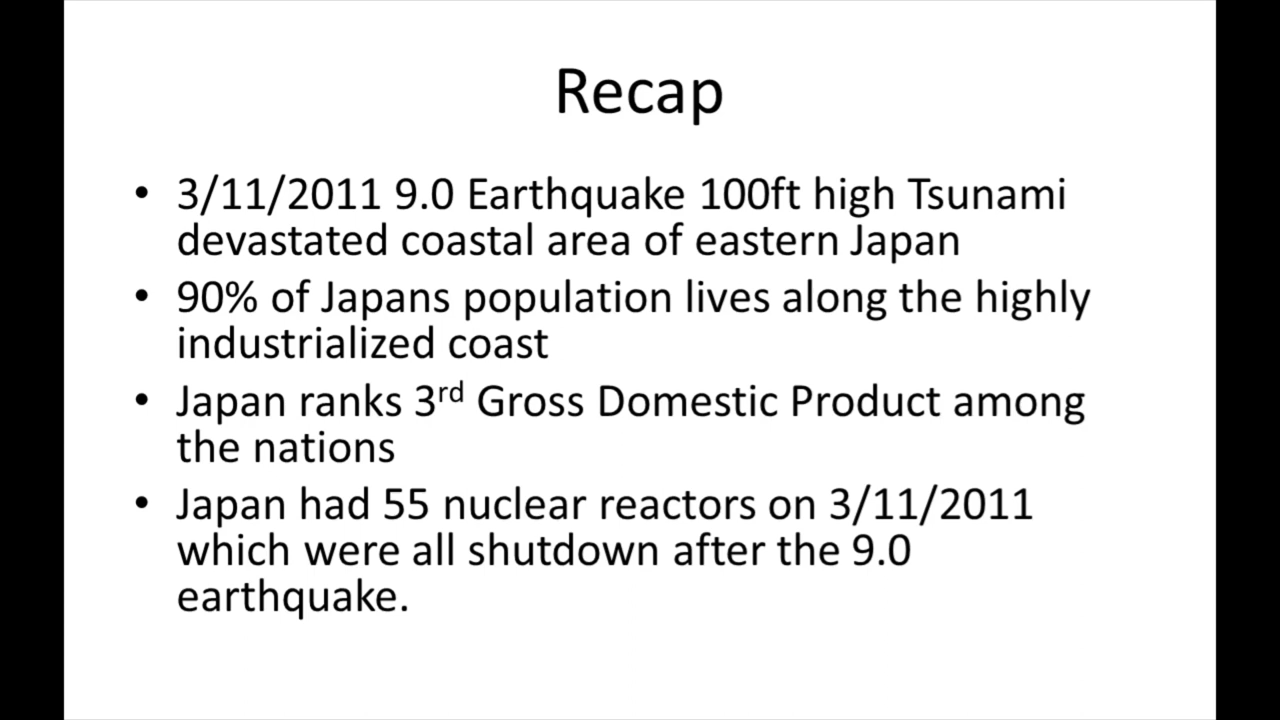 Recap
• 3/11/2011 9.0 Earthquake 100ft high Tsunami
devastated coastal area of eastern Japan
• 90% of Japans population lives along the highly
industrialized coast
• Japan ranks 3rd Gross Domestic Product among
the nations
• Japan had 55 nuclear reactors on 3/11/2011
which were all shutdown after the 9.0
earthquake.